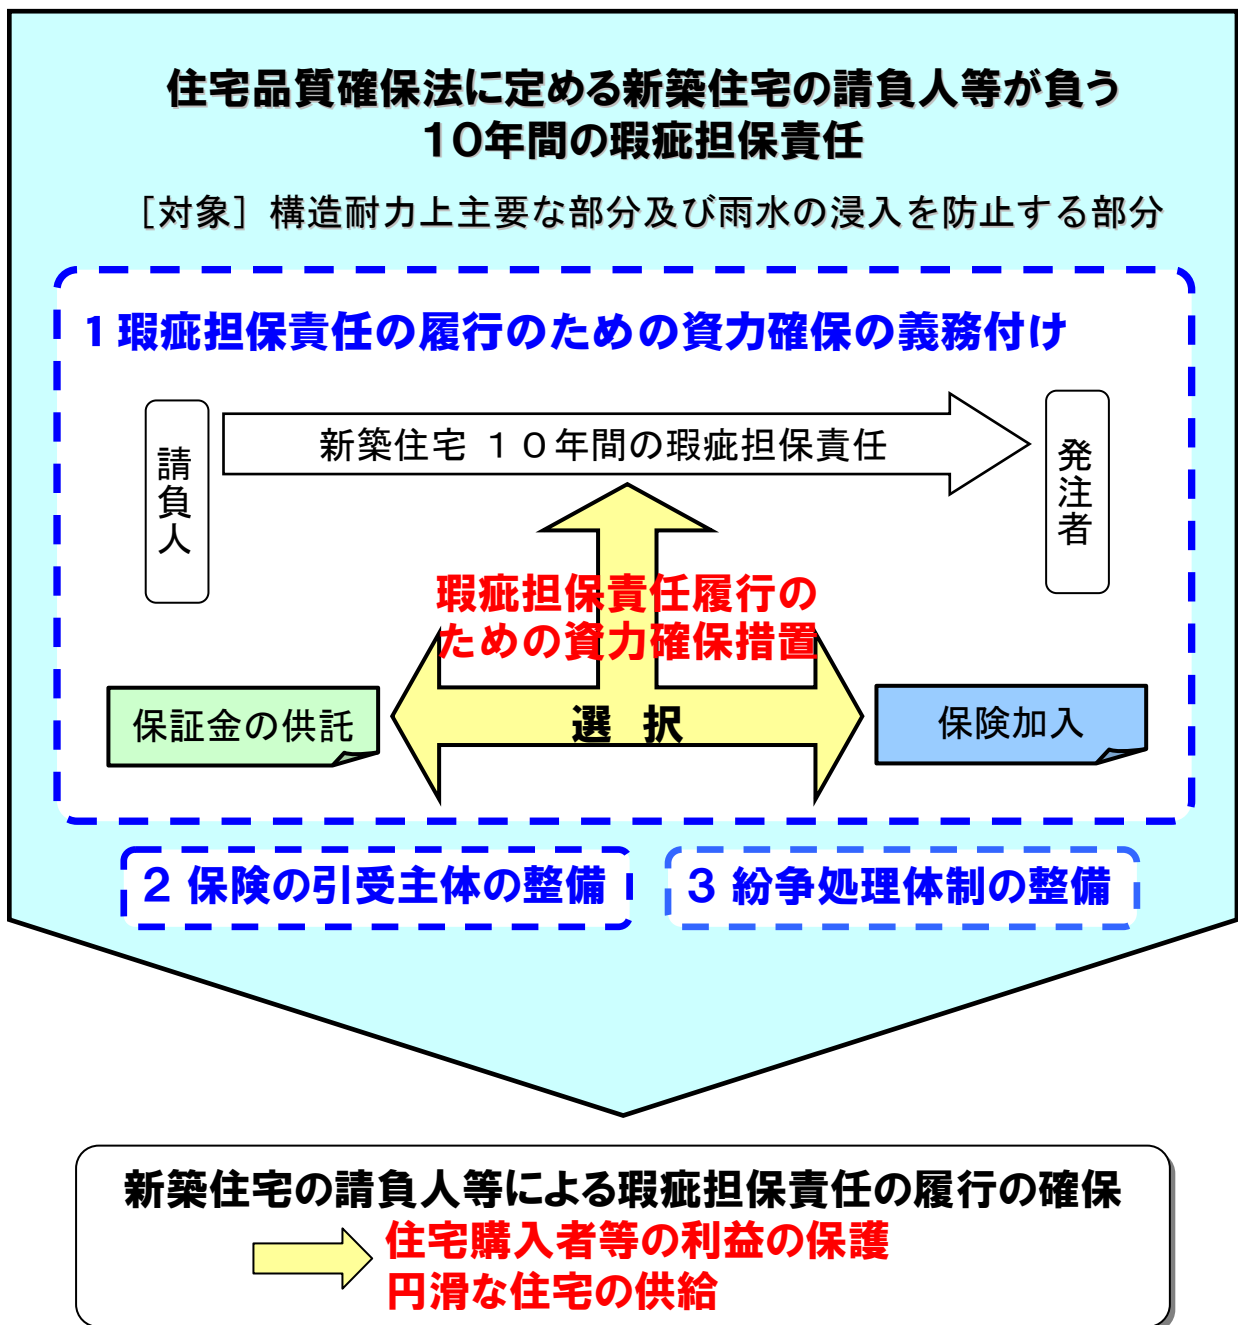 住宅品質確保法に定める新築住宅の請負人等が負う
10年間の瑕疵担保責任
［対象］構造耐力上主要な部分及び雨水の浸入を防止する部分
1 瑕疵担保責任の履行のための資力確保の義務付け
請負人
新築住宅 １０年間の瑕疵担保責任
発注者
瑕疵担保責任履行の
ための資力確保措置
保証金の供託
選 択
保険加入
2 保険の引受主体の整備
3 紛争処理体制の整備
新築住宅の請負人等による瑕疵担保責任の履行の確保
住宅購入者等の利益の保護
円滑な住宅の供給